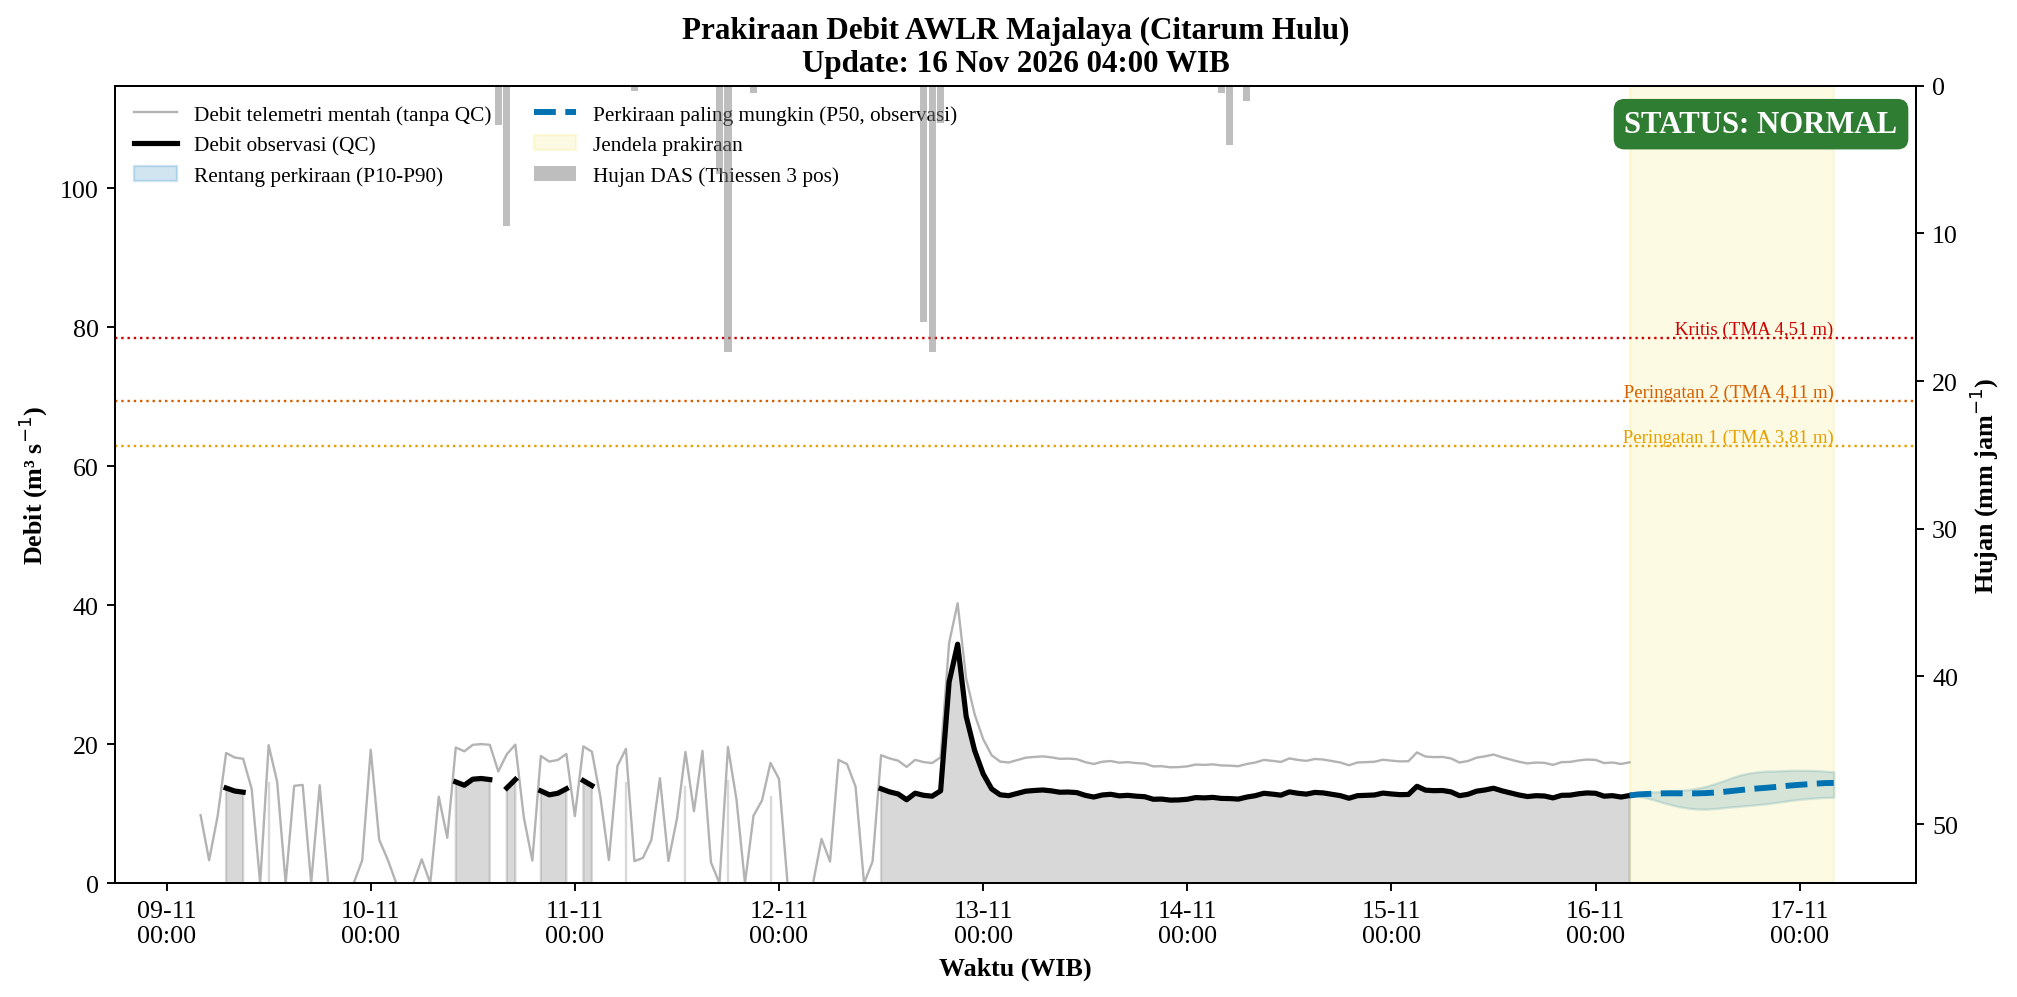 Prakiraan Debit AWLR Majalaya (Citarum Hulu)
Update: 16 Nov 2026 04:00 WIB
Debit telemetri mentah (tanpa QC)
Debit observasi (QC)
Rentang perkiraan (P10-P90)
Perkiraan paling mungkin (P50, observasi)
Jendela prakiraan
Hujan DAS (Thiessen 3 pos)
STATUS: NORMAL
Kritis (TMA 4,51 m)
Peringatan 2 (TMA 4,11 m)
Peringatan 1 (TMA 3,81 m)
Debit (m³ s⁻¹)
100
80
60
40
20
0
Hujan (mm jam⁻¹)
0
10
20
30
40
50
09-11
00:00
10-11
00:00
11-11
00:00
12-11
00:00
13-11
00:00
14-11
00:00
15-11
00:00
16-11
00:00
17-11
00:00
Waktu (WIB)